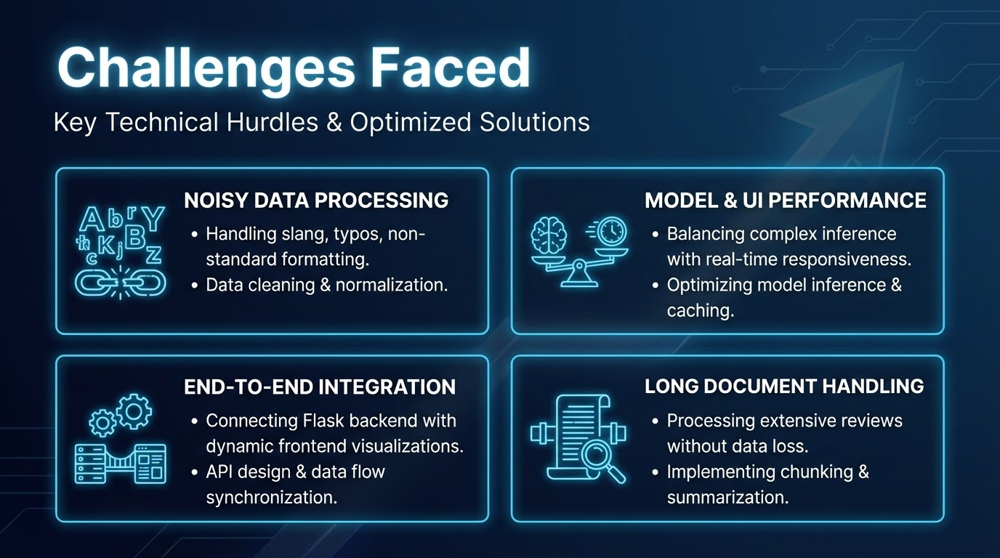 Challenges Faced
Key Technical Hurdles & Optimized Solutions
NOISY DATA PROCESSING
• Handling slang, typos, non-
standard formatting.
• Data cleaning & normalization.
MODEL & UI PERFORMANCE
• Balancing complex inference
with real-time responsiveness.
• Optimizing model inference &
caching.
END-TO-END INTEGRATION
• Connecting Flask backend with
dynamic frontend visualizations.
• API design & data flow
synchronization.
LONG DOCUMENT HANDLING
• Processing extensive reviews
without data loss.
• Implementing chunking &
summarization.